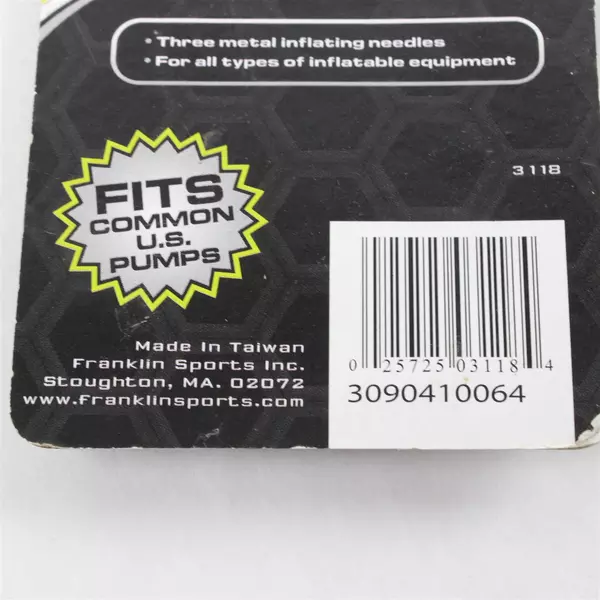 • Three metal inflating needles
• For all types of inflatable equipment
3118
FITS
COMMON
U.S.
PUMPS
Made In Taiwan
Franklin Sports Inc.
Stoughton, MA. 02072
www.franklinsports.com
0 25725 03118 4
3090410064